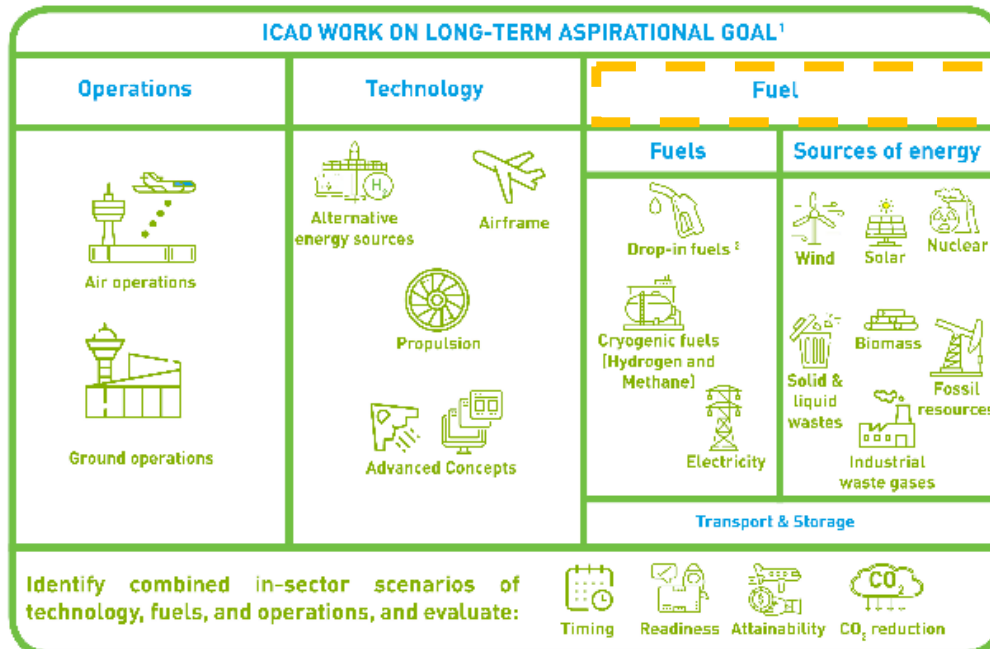 ICAO WORK ON LONG-TERM ASPIRATIONAL GOAL¹
Operations
Technology
Fuel
Air operations
Ground operations
H₂
Alternative
energy sources
Airframe
Propulsion
Advanced Concepts
Fuels
Drop-in fuels ²
Cryogenic fuels
(Hydrogen and
Methane)
Electricity
Sources of energy
Wind
Solar
Nuclear
Biomass
Solid &
liquid
wastes
Fossil
resources
Industrial
waste gases
Transport & Storage
Identify combined in-sector scenarios of
technology, fuels, and operations, and evaluate:
Timing
Readiness
Attainability
CO₂
CO₂ reduction